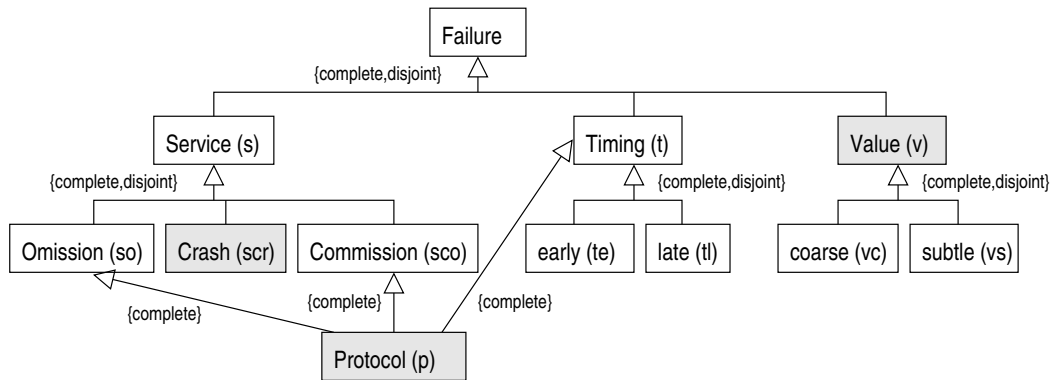 Failure
{complete,disjoint}
Service (s)
Timing (t)
Value (v)
{complete,disjoint}
{complete,disjoint}
{complete,disjoint}
Omission (so)
Crash (scr)
Commission (sco)
early (te)
late (tl)
coarse (vc)
subtle (vs)
{complete}
{complete}
{complete}
Protocol (p)